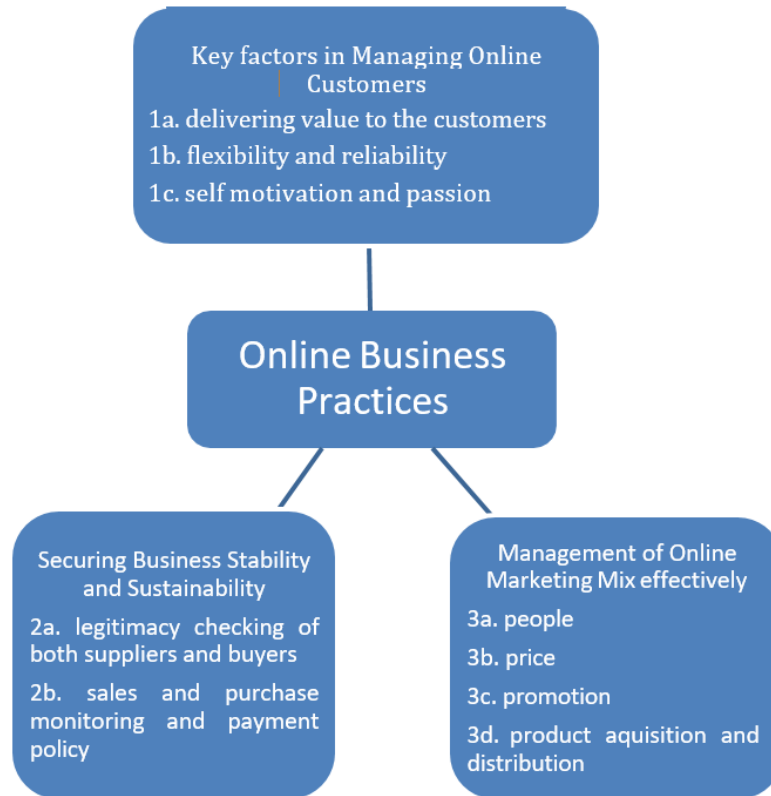 Key factors in Managing Online
Customers
1a. delivering value to the customers
1b. flexibility and reliability
1c. self motivation and passion
Online Business
Practices
Securing Business Stability
and Sustainability
2a. legitimacy checking of
both suppliers and buyers
2b. sales and purchase
monitoring and payment
policy
Management of Online
Marketing Mix effectively
3a. people
3b. price
3c. promotion
3d. product aquisition and
distribution